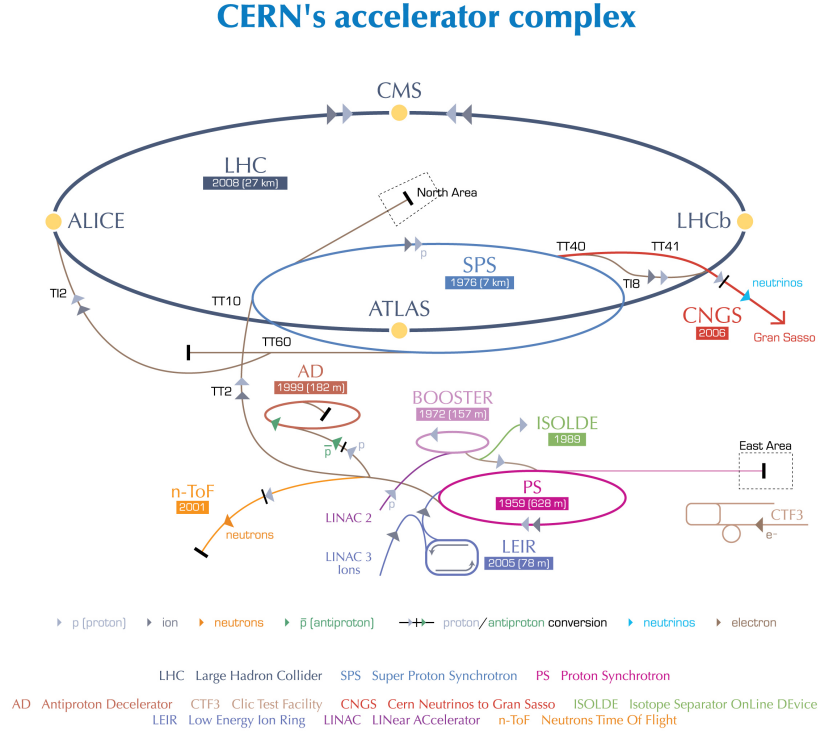 CERN's accelerator complex
CMS
LHC
2008 (27 km)
North Area
ALICE
LHCb
TT40
TT41
p
SPS
1976 (7 km)
TI2
TI8
neutrinos
TT10
ATLAS
CNGS
2006
Gran Sasso
TT60
AD
1999 (182 m)
TT2
BOOSTER
1972 (157 m)
ISOLDE
1989
p̅
p
East Area
n-ToF
2001
PS
1959 (628 m)
p
LINAC 2
neutrons
CTF3
e-
LINAC 3
Ions
LEIR
2005 (78 m)
p (proton) ion neutrons p̅ (antiproton) proton/antiproton conversion neutrinos electron
LHC Large Hadron Collider SPS Super Proton Synchrotron PS Proton Synchrotron
AD Antiproton Decelerator CTF3 Clic Test Facility CNGS Cern Neutrinos to Gran Sasso ISOLDE Isotope Separator OnLine DEvice
LEIR Low Energy Ion Ring LINAC LINear ACcelerator n-ToF Neutrons Time Of Flight